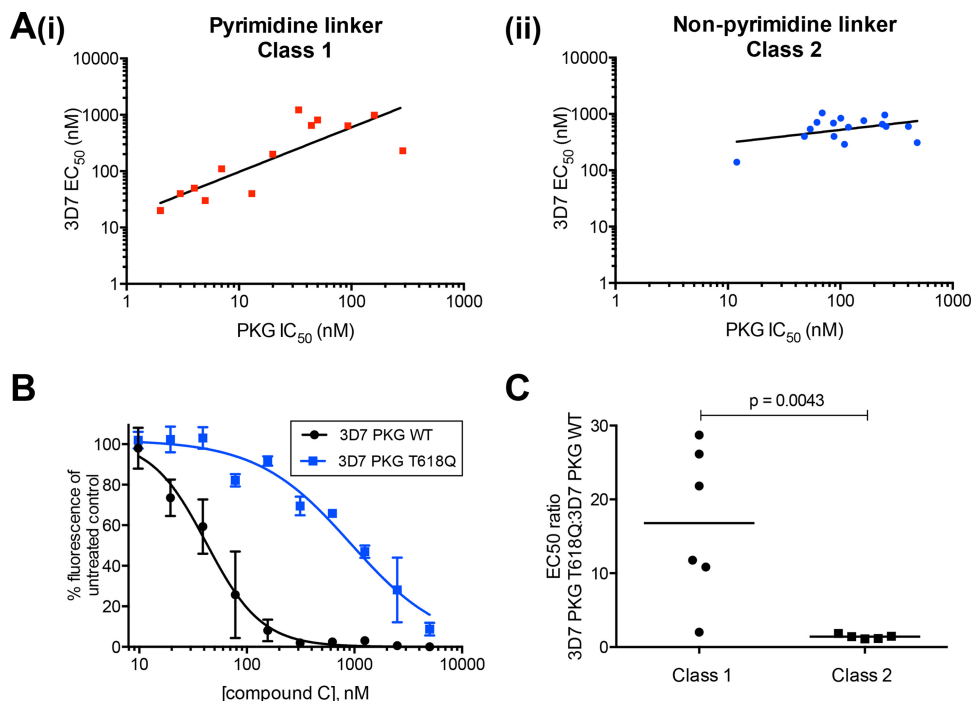 A(i)
Pyrimidine linker
Class 1
3D7 EC50 (nM)
1000
1000
100
10
1
1
10
100
1000
PKG IC50 (nM)
(ii)
Non-pyrimidine linker
Class 2
3D7 EC50 (nM)
10000
1000
100
10
1
1
10
100
1000
PKG IC50 (nM)
B
% fluorescence of
untreated control
100
80
60
40
20
0
10
100
1000
10000
[compound C], nM
3D7 PKG WT
3D7 PKG T618Q
C
p = 0.0043
EC50 ratio
3D7 PKG T618Q:3D7 PKG WT
30
20
10
0
Class 1
Class 2